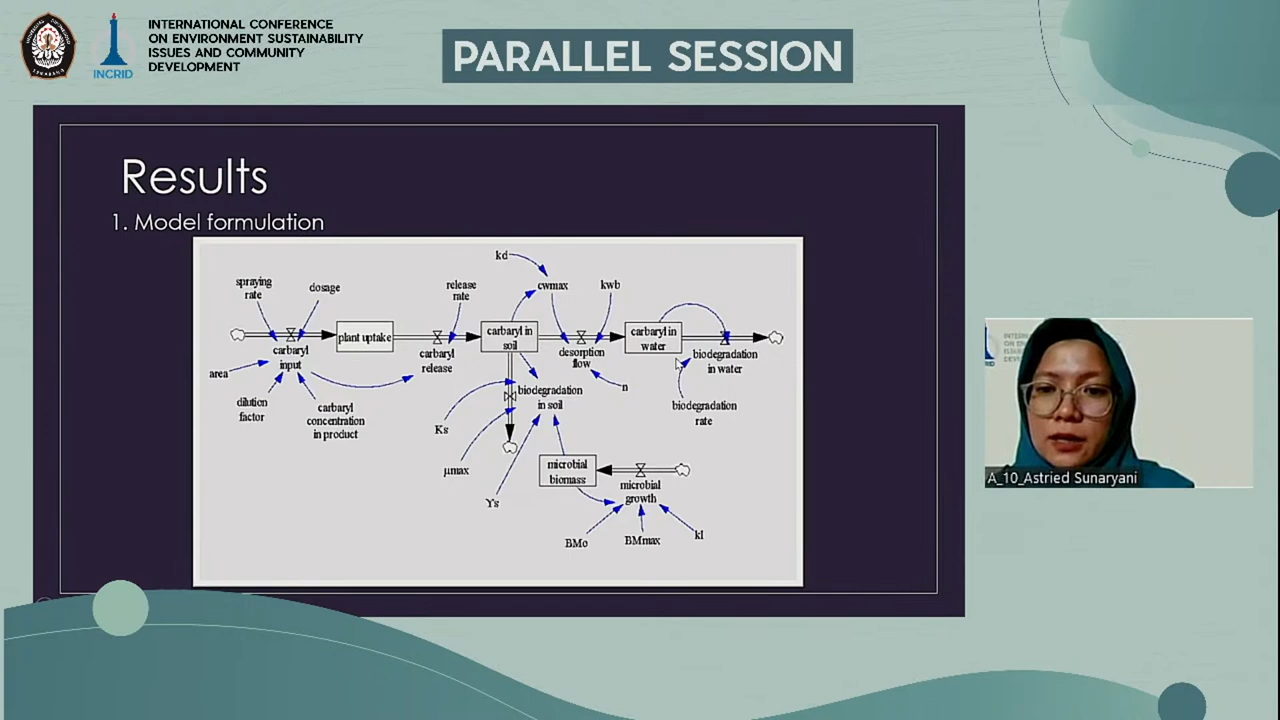 INTERNATIONAL CONFERENCE
ON ENVIRONMENT SUSTAINABILITY
ISSUES AND COMMUNITY
DEVELOPMENT
INCRID
PARALLEL SESSION
Results
1. Model formulation
kd
spraying
rate
dosage
release
rate
cwmax
kwb
plant uptake
carbaryl in
soil
carbaryl in
water
carbaryl
input
carbaryl
release
desorption
flow
biodegradation
in water
area
n
dilution
factor
carbaryl
concentration
in product
biodegradation
in soil
biodegradation
rate
Ks
μmax
microbial
biomass
microbial
growth
Ys
BMo
BMmax
kl
A_10_Astried Sunaryani